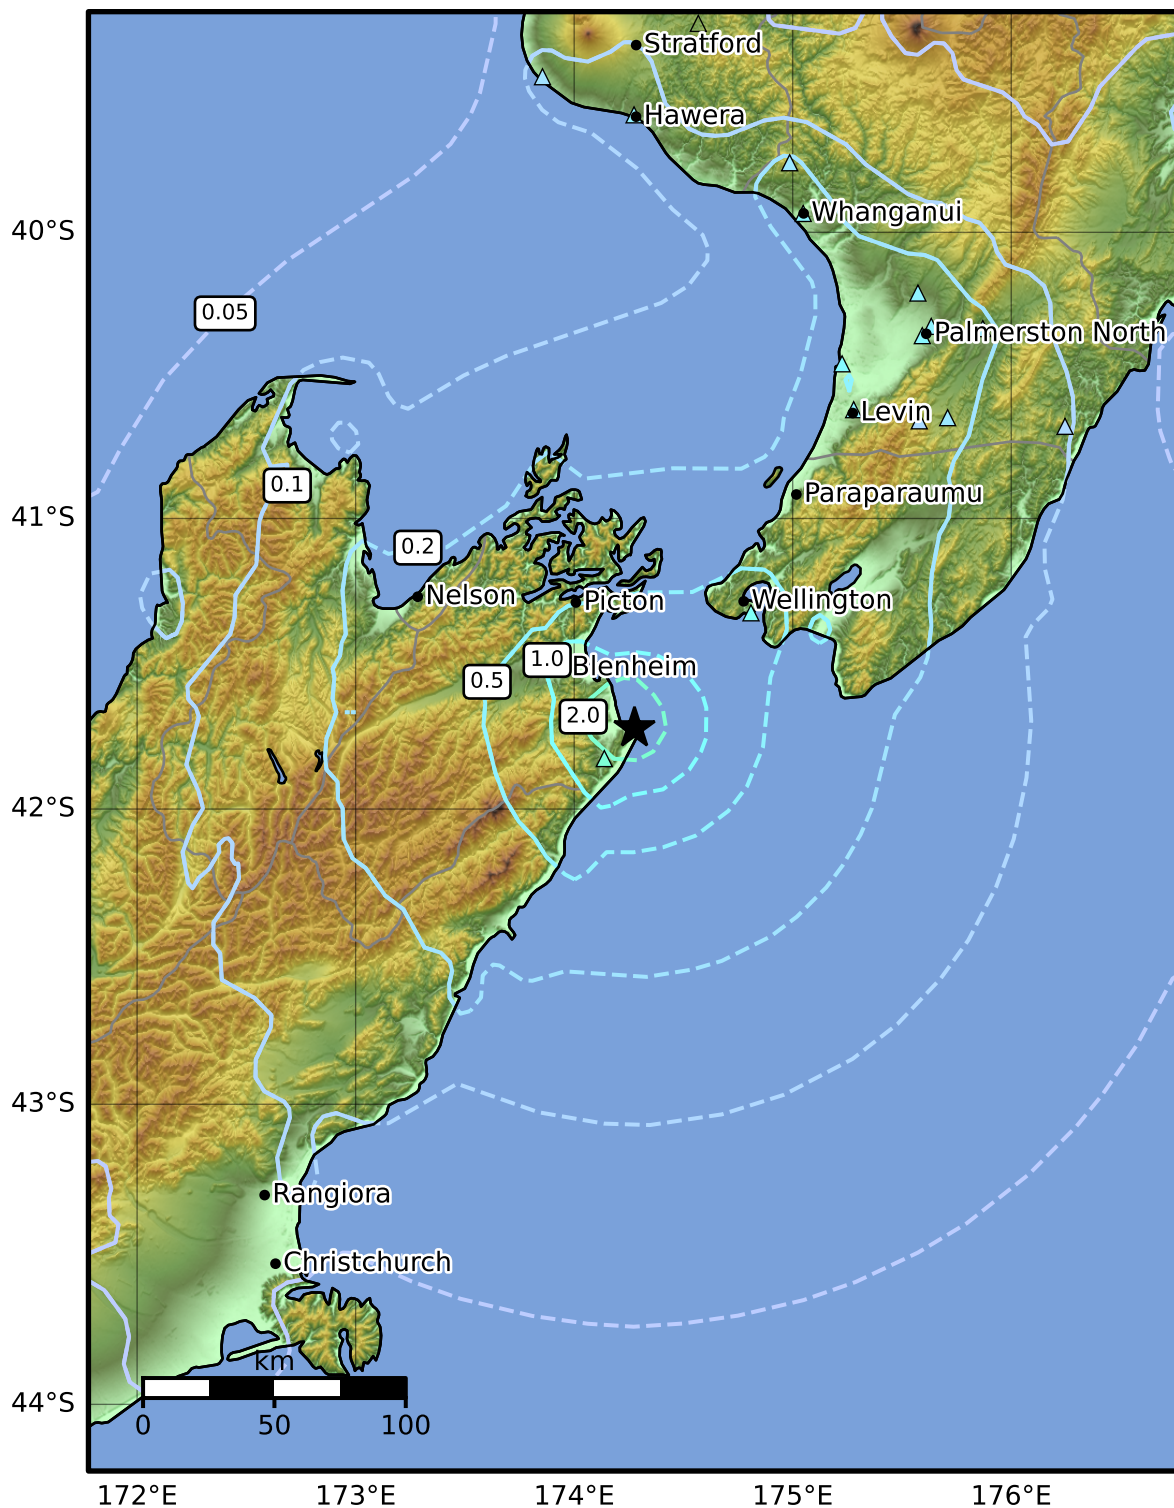 Stratford
Hawera
Whanganui
40°S
0.05
Palmerston North
Levin
0.1
Paraparaumu
41°S
0.2
Nelson
Picton
Wellington
1.0
Blenheim
0.5
2.0
42°S
43°S
Rangiora
Christchurch
km
44°S
0
50
100
172°E
173°E
174°E
175°E
176°E